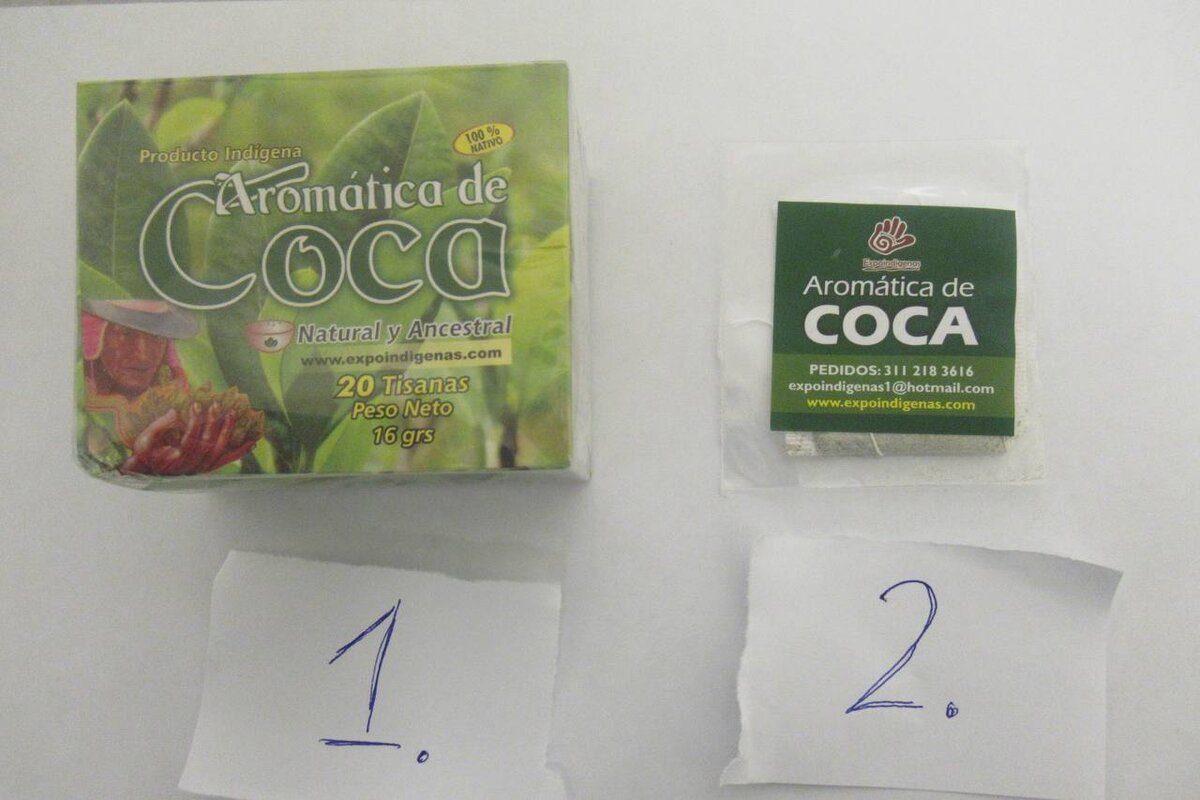 100%
NATIVO
Producto Indígena
Aromática de
Coca
Natural y Ancestral
www.expoindigenas.com
20 Tisanas
Peso Neto
16 grs
Expoindigenas
Aromática de
COCA
PEDIDOS: 311 218 3616
expoindigenas1@hotmail.com
www.expoindigenas.com
1.
2.